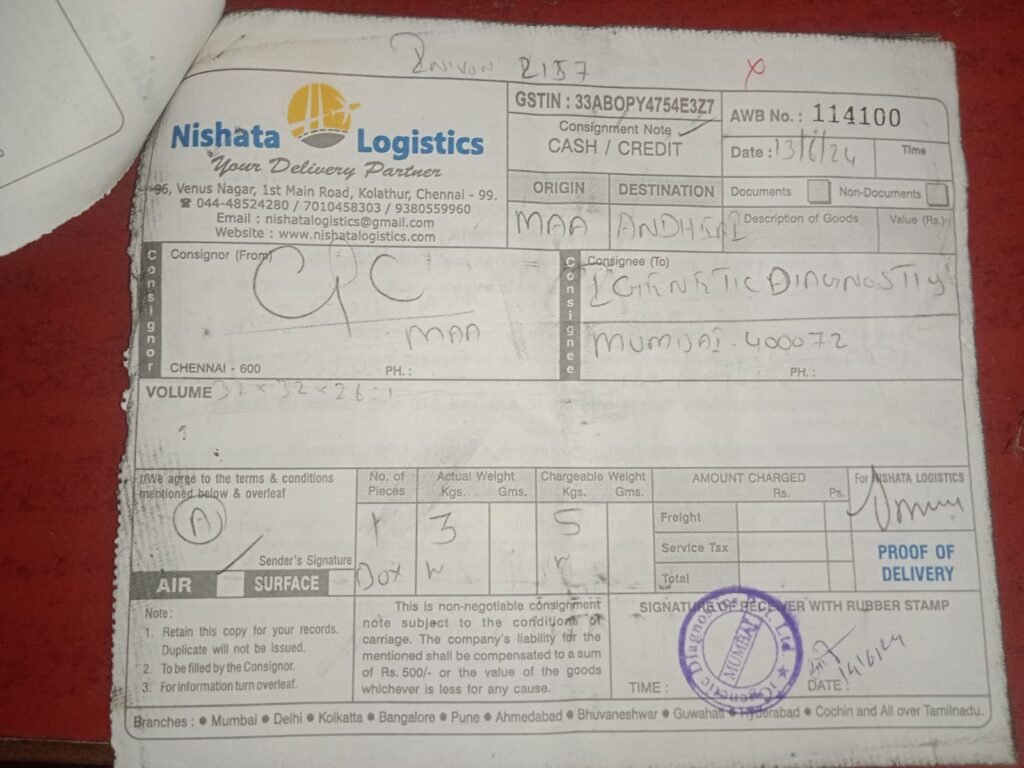 2157
GSTIN : 33ABOPY4754E3Z7
AWB No. : 114100
Nishata Logistics
Your Delivery Partner
Consignment Note
CASH / CREDIT
Date : 13/6/24
Time
96, Venus Nagar, 1st Main Road, Kolathur, Chennai - 99.
☎ 044-48524280 / 7010458303 / 9380559960
Email : nishatalogistics@gmail.com
Website : www.nishatalogistics.com
ORIGIN
DESTINATION
Documents
Non-Documents
MAA
ANDHERI
Description of Goods
Value (Rs.)
Consignor
Consignor (From)
MAA
CHENNAI - 600
PH. :
Consignee
Consignee (To)
GENETIC DIAGNOSTIC
MUMBAI - 400072
PH. :
VOLUME 32 x 32 x 26 : 1
I/We agree to the terms & conditions
mentioned below & overleaf
A
Sender's Signature
AIR
SURFACE
No. of
Pieces
Actual Weight
Kgs. Gms.
Chargeable Weight
Kgs. Gms.
1
3
5
Box
AMOUNT CHARGED
Rs. Ps.
Freight
Service Tax
Total
For NISHATA LOGISTICS
PROOF OF
DELIVERY
Note :
1. Retain this copy for your records.
Duplicate will not be issued.
2. To be filled by the Consignor.
3. For information turn overleaf.
This is non-negotiable consignment
note subject to the conditions of
carriage. The company's liability for the
mentioned shall be compensated to a sum
of Rs. 500/- or the value of the goods
whichever is less for any cause.
SIGNATURE OF RECEIVER WITH RUBBER STAMP
iGenetic Diagnostics Pvt. Ltd.
MUMBAI
TIME :
DATE : 14/6/24
Branches : ● Mumbai ● Delhi ● Kolkatta ● Bangalore ● Pune ● Ahmedabad ● Bhuvaneshwar ● Guwahati ● Hyderabad ● Cochin and All over Tamilnadu.